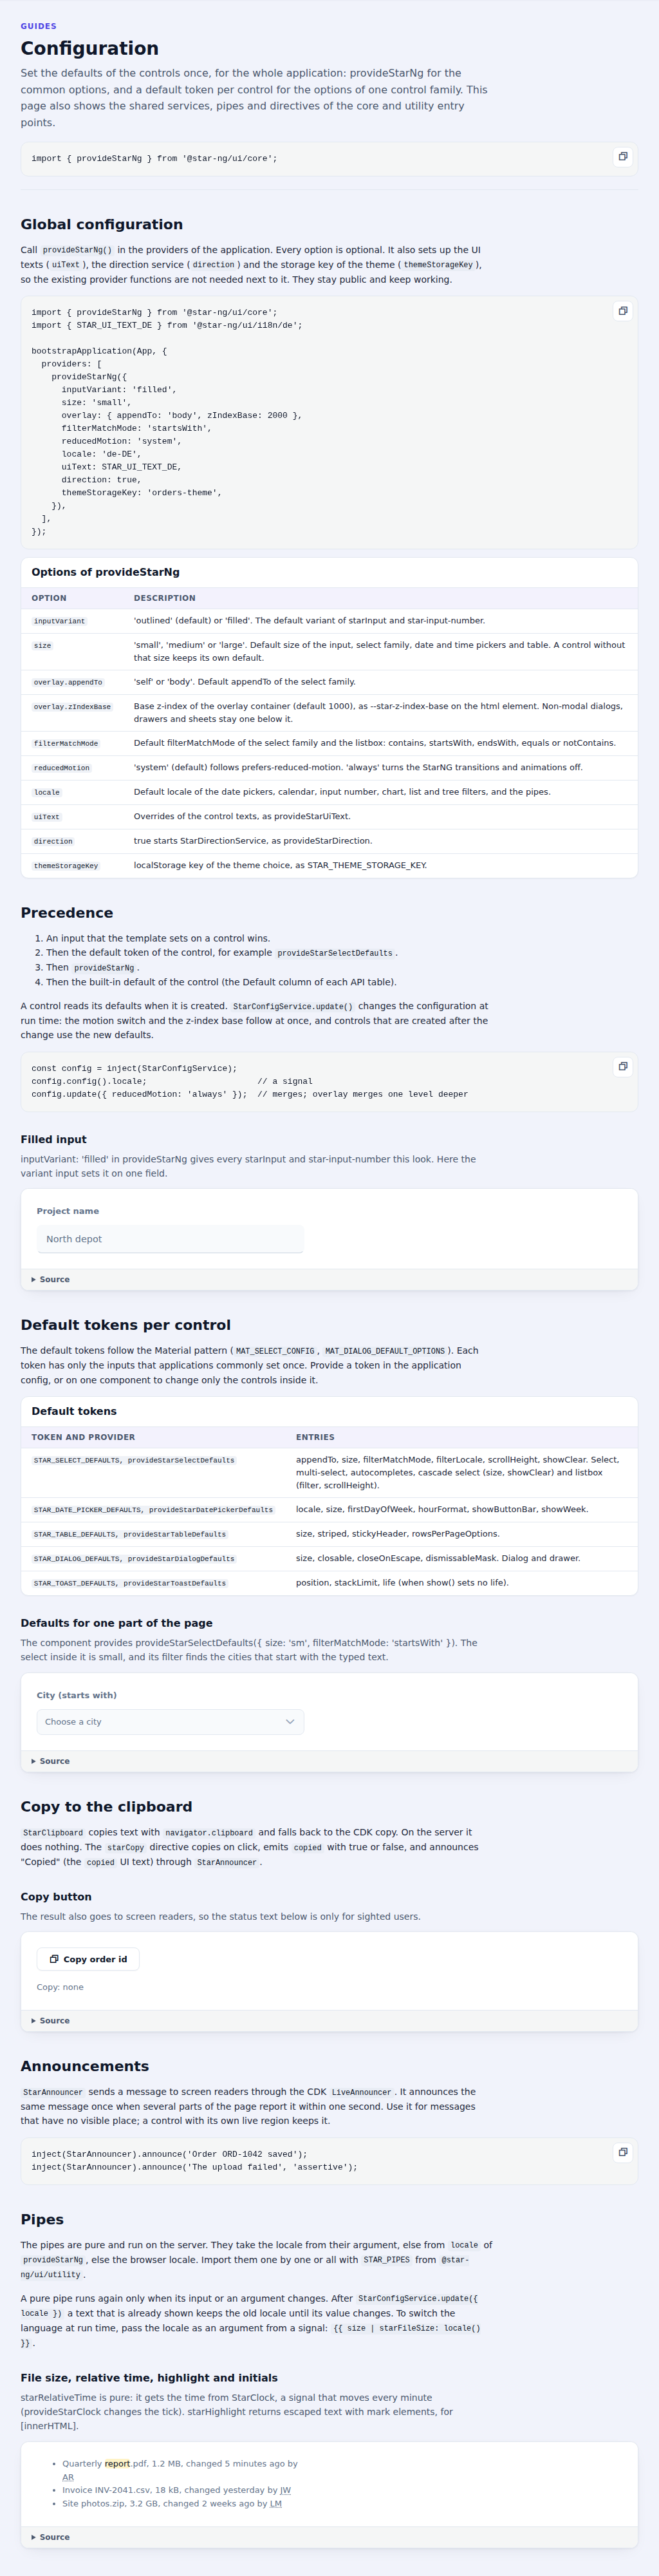 GUIDES
Configuration
Set the defaults of the controls once, for the whole application: provideStarNg for the
common options, and a default token per control for the options of one control family. This
page also shows the shared services, pipes and directives of the core and utility entry
points.
import { provideStarNg } from '@star-ng/ui/core';
Global configuration
Call provideStarNg() in the providers of the application. Every option is optional. It also sets up the UI
texts ( uiText ), the direction service ( direction ) and the storage key of the theme ( themeStorageKey ),
so the existing provider functions are not needed next to it. They stay public and keep working.
import { provideStarNg } from '@star-ng/ui/core';
import { STAR_UI_TEXT_DE } from '@star-ng/ui/i18n/de';
bootstrapApplication(App, {
  providers: [
    provideStarNg({
      inputVariant: 'filled',
      size: 'small',
      overlay: { appendTo: 'body', zIndexBase: 2000 },
      filterMatchMode: 'startsWith',
      reducedMotion: 'system',
      locale: 'de-DE',
      uiText: STAR_UI_TEXT_DE,
      direction: true,
      themeStorageKey: 'orders-theme',
    }),
  ],
});
Options of provideStarNg
OPTION DESCRIPTION
inputVariant 'outlined' (default) or 'filled'. The default variant of starInput and star-input-number.
size 'small', 'medium' or 'large'. Default size of the input, select family, date and time pickers and table. A control without
that size keeps its own default.
overlay.appendTo 'self' or 'body'. Default appendTo of the select family.
overlay.zIndexBase Base z-index of the overlay container (default 1000), as --star-z-index-base on the html element. Non-modal dialogs,
drawers and sheets stay one below it.
filterMatchMode Default filterMatchMode of the select family and the listbox: contains, startsWith, endsWith, equals or notContains.
reducedMotion 'system' (default) follows prefers-reduced-motion. 'always' turns the StarNG transitions and animations off.
locale Default locale of the date pickers, calendar, input number, chart, list and tree filters, and the pipes.
uiText Overrides of the control texts, as provideStarUiText.
direction true starts StarDirectionService, as provideStarDirection.
themeStorageKey localStorage key of the theme choice, as STAR_THEME_STORAGE_KEY.
Precedence
1. An input that the template sets on a control wins.
2. Then the default token of the control, for example provideStarSelectDefaults .
3. Then provideStarNg .
4. Then the built-in default of the control (the Default column of each API table).
A control reads its defaults when it is created. StarConfigService.update() changes the configuration at
run time: the motion switch and the z-index base follow at once, and controls that are created after the
change use the new defaults.
const config = inject(StarConfigService);
config.config().locale; // a signal
config.update({ reducedMotion: 'always' }); // merges; overlay merges one level deeper
Filled input
inputVariant: 'filled' in provideStarNg gives every starInput and star-input-number this look. Here the
variant input sets it on one field.
Project name
North depot
Source
Default tokens per control
The default tokens follow the Material pattern ( MAT_SELECT_CONFIG , MAT_DIALOG_DEFAULT_OPTIONS ). Each
token has only the inputs that applications commonly set once. Provide a token in the application
config, or on one component to change only the controls inside it.
Default tokens
TOKEN AND PROVIDER ENTRIES
STAR_SELECT_DEFAULTS, provideStarSelectDefaults appendTo, size, filterMatchMode, filterLocale, scrollHeight, showClear. Select,
multi-select, autocompletes, cascade select (size, showClear) and listbox
(filter, scrollHeight).
STAR_DATE_PICKER_DEFAULTS, provideStarDatePickerDefaults locale, size, firstDayOfWeek, hourFormat, showButtonBar, showWeek.
STAR_TABLE_DEFAULTS, provideStarTableDefaults size, striped, stickyHeader, rowsPerPageOptions.
STAR_DIALOG_DEFAULTS, provideStarDialogDefaults size, closable, closeOnEscape, dismissableMask. Dialog and drawer.
STAR_TOAST_DEFAULTS, provideStarToastDefaults position, stackLimit, life (when show() sets no life).
Defaults for one part of the page
The component provides provideStarSelectDefaults({ size: 'sm', filterMatchMode: 'startsWith' }). The
select inside it is small, and its filter finds the cities that start with the typed text.
City (starts with)
Choose a city
Source
Copy to the clipboard
StarClipboard copies text with navigator.clipboard and falls back to the CDK copy. On the server it
does nothing. The starCopy directive copies on click, emits copied with true or false, and announces
"Copied" (the copied UI text) through StarAnnouncer .
Copy button
The result also goes to screen readers, so the status text below is only for sighted users.
Copy order id
Copy: none
Source
Announcements
StarAnnouncer sends a message to screen readers through the CDK LiveAnnouncer . It announces the
same message once when several parts of the page report it within one second. Use it for messages
that have no visible place; a control with its own live region keeps it.
inject(StarAnnouncer).announce('Order ORD-1042 saved');
inject(StarAnnouncer).announce('The upload failed', 'assertive');
Pipes
The pipes are pure and run on the server. They take the locale from their argument, else from locale of
provideStarNg , else the browser locale. Import them one by one or all with STAR_PIPES from @star-
ng/ui/utility .
A pure pipe runs again only when its input or an argument changes. After StarConfigService.update({
locale }) a text that is already shown keeps the old locale until its value changes. To switch the
language at run time, pass the locale as an argument from a signal: {{ size | starFileSize: locale()
}} .
File size, relative time, highlight and initials
starRelativeTime is pure: it gets the time from StarClock, a signal that moves every minute
(provideStarClock changes the tick). starHighlight returns escaped text with mark elements, for
[innerHTML].
Quarterly report.pdf, 1.2 MB, changed 5 minutes ago by
AR
Invoice INV-2041.csv, 18 kB, changed yesterday by JW
Site photos.zip, 3.2 GB, changed 2 weeks ago by LM
Source